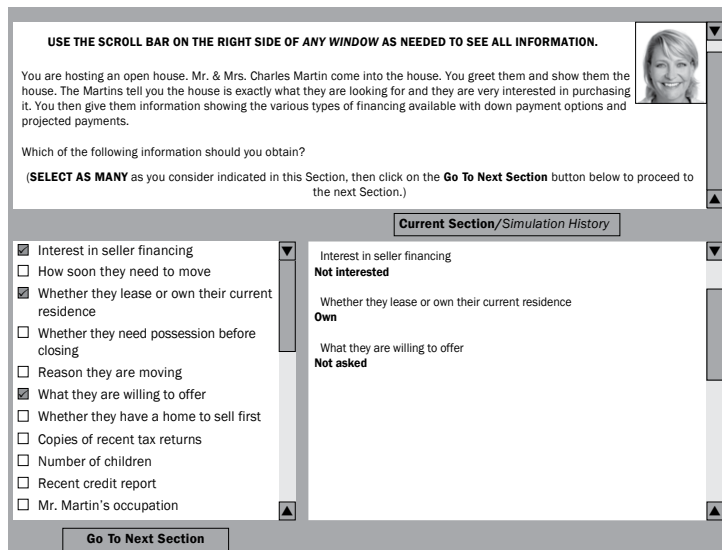 USE THE SCROLL BAR ON THE RIGHT SIDE OF ANY WINDOW AS NEEDED TO SEE ALL INFORMATION.
You are hosting an open house. Mr. & Mrs. Charles Martin come into the house. You greet them and show them the
house. The Martins tell you the house is exactly what they are looking for and they are very interested in purchasing
it. You then give them information showing the various types of financing available with down payment options and
projected payments.
Which of the following information should you obtain?
(SELECT AS MANY as you consider indicated in this Section, then click on the Go To Next Section button below to proceed to
the next Section.)
Current Section/Simulation History
Interest in seller financing
How soon they need to move
Whether they lease or own their current
residence
Whether they need possession before
closing
Reason they are moving
What they are willing to offer
Whether they have a home to sell first
Copies of recent tax returns
Number of children
Recent credit report
Mr. Martin's occupation
Interest in seller financing
Not interested
Whether they lease or own their current residence
Own
What they are willing to offer
Not asked
Go To Next Section